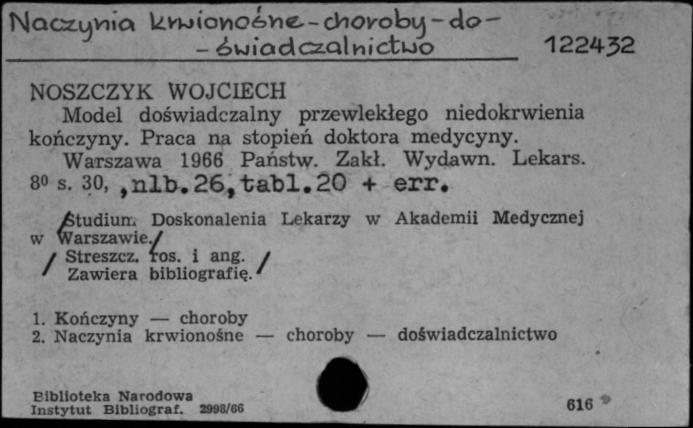 Naczynia krwionośne-choroby-do-
-świadczalnictwo 122432
NOSZCZYK WOJCIECH
Model doświadczalny przewlekłego niedokrwienia
kończyny. Praca na stopień doktora medycyny.
Warszawa 1966 Państw. Zakł. Wydawn. Lekars.
8⁰ s. 30, ,nlb.26,tabl.20 + err.
/Studium Doskonalenia Lekarzy w Akademii Medycznej
w Warszawie./
/ Streszcz. ros. i ang.
Zawiera bibliografię. /
1. Kończyny — choroby
2. Naczynia krwionośne — choroby — doświadczalnictwo
Biblioteka Narodowa
Instytut Bibliograf. 2998/66 616